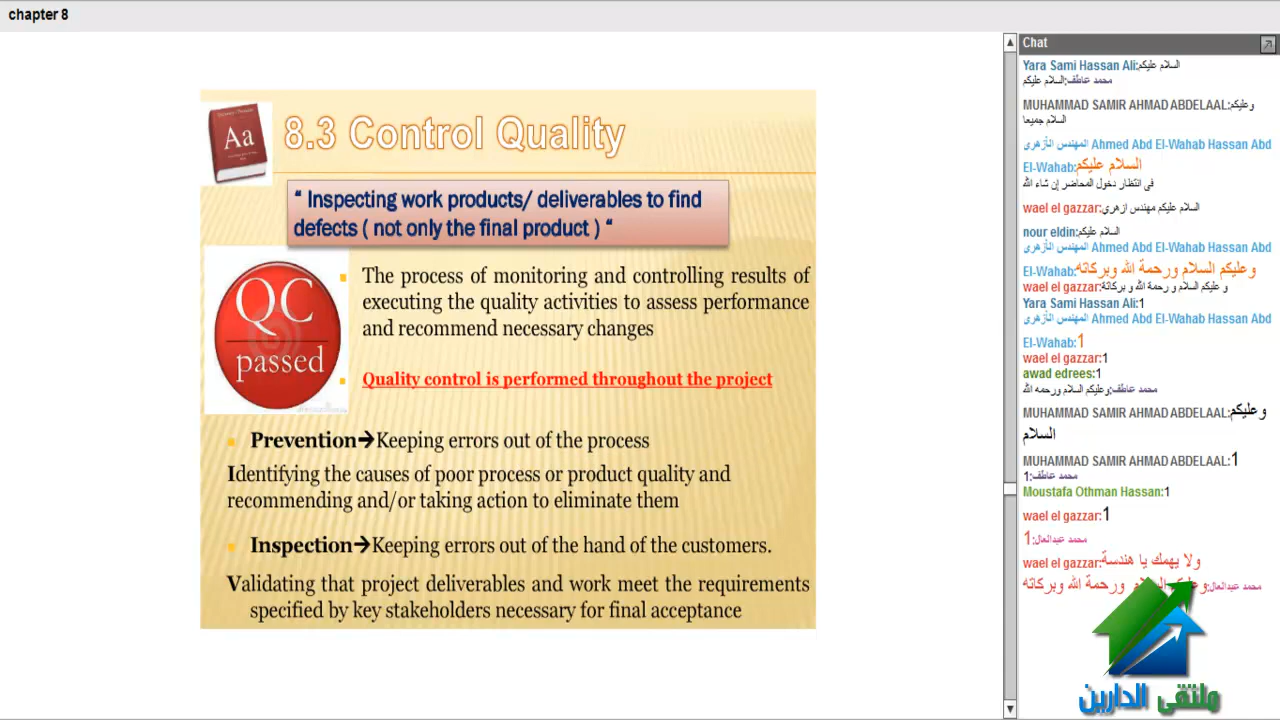 chapter 8
Aa
8.3 Control Quality
“ Inspecting work products/ deliverables to find
defects ( not only the final product ) “
QC
passed
The process of monitoring and controlling results of
executing the quality activities to assess performance
and recommend necessary changes
Quality control is performed throughout the project
Prevention➔Keeping errors out of the process
Identifying the causes of poor process or product quality and
recommending and/or taking action to eliminate them
Inspection➔Keeping errors out of the hand of the customers.
Validating that project deliverables and work meet the requirements
specified by key stakeholders necessary for final acceptance
Chat
Yara Sami Hassan Ali:السلام عليكم
محمد عاطف:السلام عليكم
MUHAMMAD SAMIR AHMAD ABDELAAL:وعليكم
السلام جميعا
المهندس الأزهرى Ahmed Abd El-Wahab Hassan Abd
El-Wahab:السلام عليكم
فى انتظار دخول المحاضر إن شاء الله
wael el gazzar:السلام عليكم مهندس ازهري
nour eldin:السلام عليكم
المهندس الأزهرى Ahmed Abd El-Wahab Hassan Abd
El-Wahab:وعليكم السلام ورحمة الله وبركاته
wael el gazzar:و عليكم السلام و رحمة الله و بركاتة
Yara Sami Hassan Ali:1
المهندس الأزهرى Ahmed Abd El-Wahab Hassan Abd
El-Wahab:1
wael el gazzar:1
awad edrees:1
محمد عاطف:وعليكم السلام ورحمه الله
MUHAMMAD SAMIR AHMAD ABDELAAL:وعليكم
السلام
MUHAMMAD SAMIR AHMAD ABDELAAL:1
محمد عاطف:1
Moustafa Othman Hassan:1
wael el gazzar:1
محمد عبدالعال:1
wael el gazzar:ولا يهمك يا هندسة
محمد عبدالعال:وعليكم السلام ورحمة الله وبركاته
ملتقى الدارين